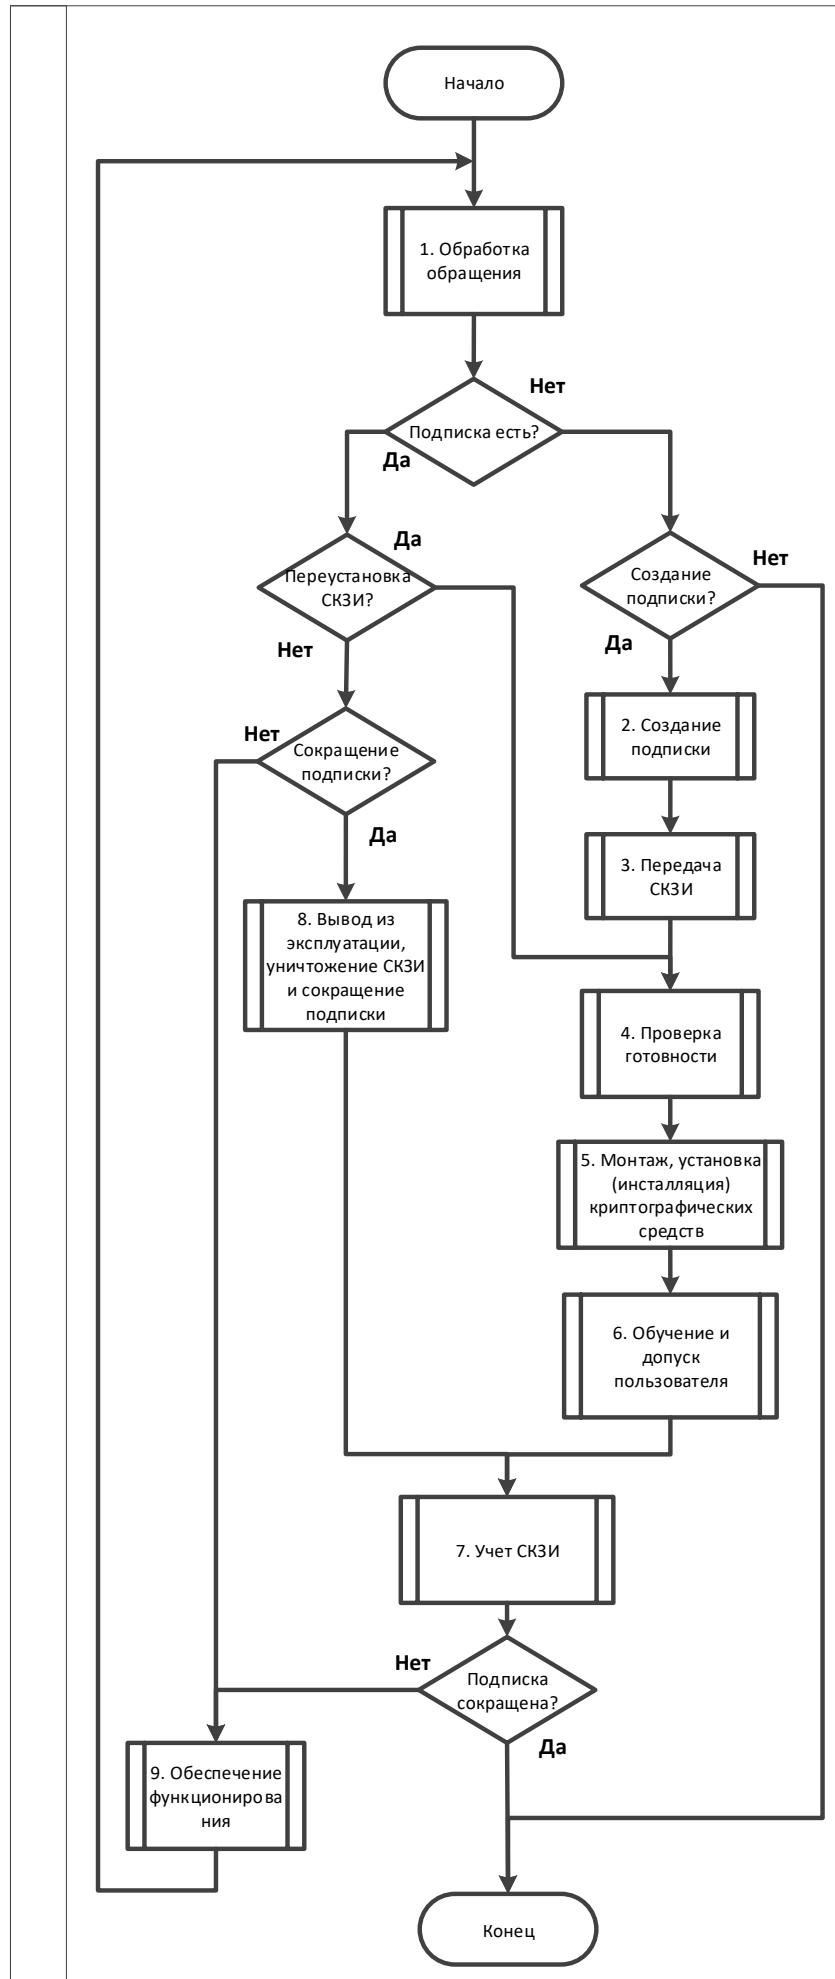 Начало
1. Обработка
обращения
Нет
Подписка есть?
Да
Да
Переустановка
СКЗИ?
Нет
Создание
подписки?
Нет
Да
Нет
Сокращение
подписки?
Да
2. Создание
подписки
3. Передача
СКЗИ
8. Вывод из
эксплуатации,
уничтожение СКЗИ
и сокращение
подписки
4. Проверка
готовности
5. Монтаж, установка
(инсталляция)
криптографических
средств
6. Обучение и
допуск
пользователя
7. Учет СКЗИ
Нет
Подписка
сокращена?
Да
9. Обеспечение
функционирова
ния
Конец